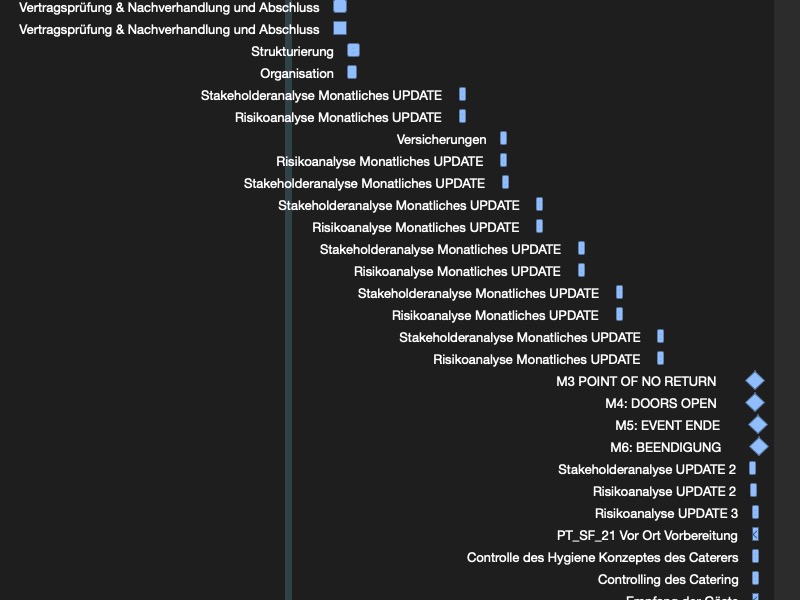 Vertragsprüfung & Nachverhandlung und Abschluss
Vertragsprüfung & Nachverhandlung und Abschluss
Strukturierung
Organisation
Stakeholderanalyse Monatliches UPDATE
Risikoanalyse Monatliches UPDATE
Versicherungen
Risikoanalyse Monatliches UPDATE
Stakeholderanalyse Monatliches UPDATE
Stakeholderanalyse Monatliches UPDATE
Risikoanalyse Monatliches UPDATE
Stakeholderanalyse Monatliches UPDATE
Risikoanalyse Monatliches UPDATE
Stakeholderanalyse Monatliches UPDATE
Risikoanalyse Monatliches UPDATE
Stakeholderanalyse Monatliches UPDATE
Risikoanalyse Monatliches UPDATE
M3 POINT OF NO RETURN
M4: DOORS OPEN
M5: EVENT ENDE
M6: BEENDIGUNG
Stakeholderanalyse UPDATE 2
Risikoanalyse UPDATE 2
Risikoanalyse UPDATE 3
PT_SF_21 Vor Ort Vorbereitung
Controlle des Hygiene Konzeptes des Caterers
Controlling des Catering
Empfang der Gäste